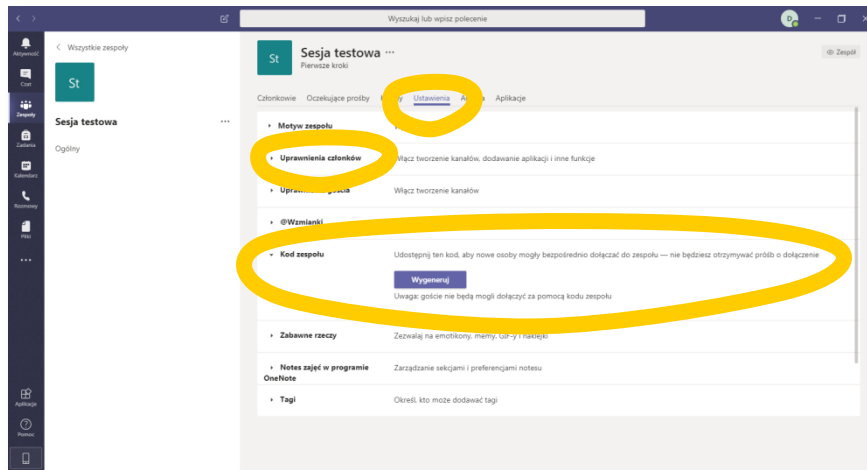 Wyszukaj lub wpisz polecenie
D
Aktywność
Czat
Zespoły
Zadania
Kalendarz
Rozmowy
Pliki
Aplikacje
Pomoc
Wszystkie zespoły
St
Sesja testowa
Ogólny
St
Sesja testowa
Pierwsze kroki
Zespół
Członkowie Oczekujące prośby Ustawienia Aplikacje
Motyw zespołu
Uprawnienia członków Włącz tworzenie kanałów, dodawanie aplikacji i inne funkcje
Uprawnienia gościa Włącz tworzenie kanałów
@Wzmianki
Kod zespołu Udostępnij ten kod, aby nowe osoby mogły bezpośrednio dołączać do zespołu — nie będziesz otrzymywać próśb o dołączenie
Wygeneruj
Uwaga: goście nie będą mogli dołączyć za pomocą kodu zespołu
Zabawne rzeczy Zezwalaj na emotikony, memy, GIF-y i naklejki
Notes zajęć w programie Zarządzanie sekcjami i preferencjami notesu
OneNote
Tagi Określ, kto może dodawać tagi